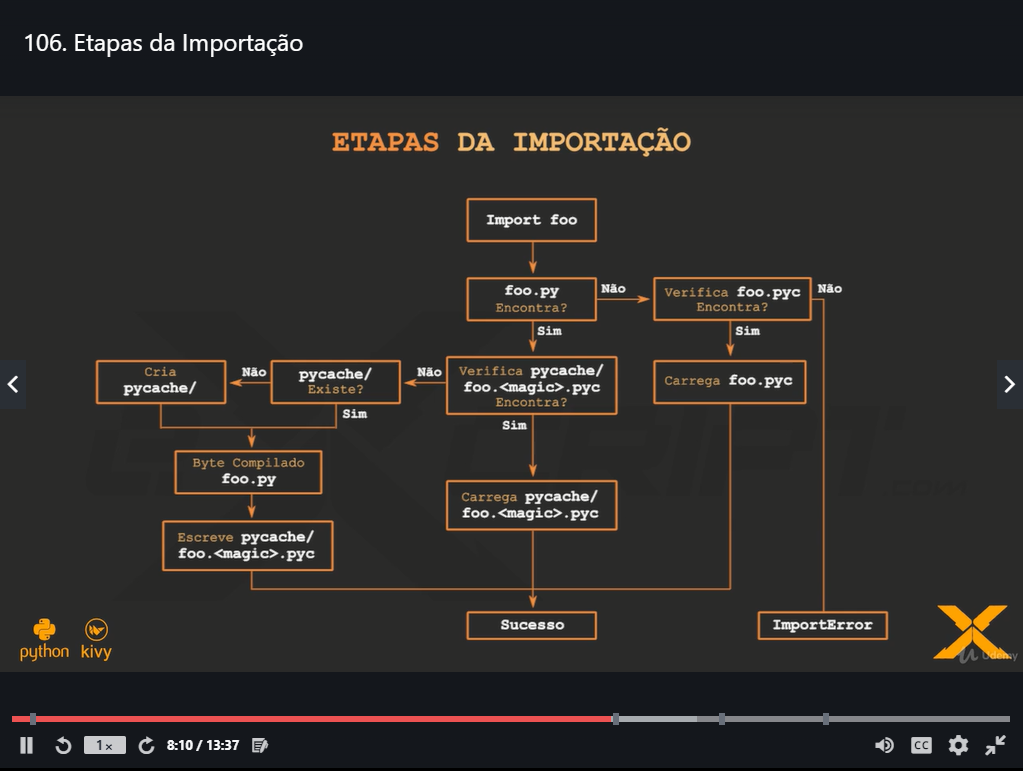 106. Etapas da Importação
ETAPAS DA IMPORTAÇÃO
Import foo
foo.py
Encontra?
Não
Verifica foo.pyc
Encontra?
Não
Sim
Sim
Cria
pycache/
Não
pycache/
Existe?
Não
Verifica pycache/
foo.<magic>.pyc
Encontra?
Carrega foo.pyc
Sim
Sim
Byte Compilado
foo.py
Carrega pycache/
foo.<magic>.pyc
Escreve pycache/
foo.<magic>.pyc
Sucesso
ImportError
python
kivy
Udemy
1x
8:10 / 13:37
CC